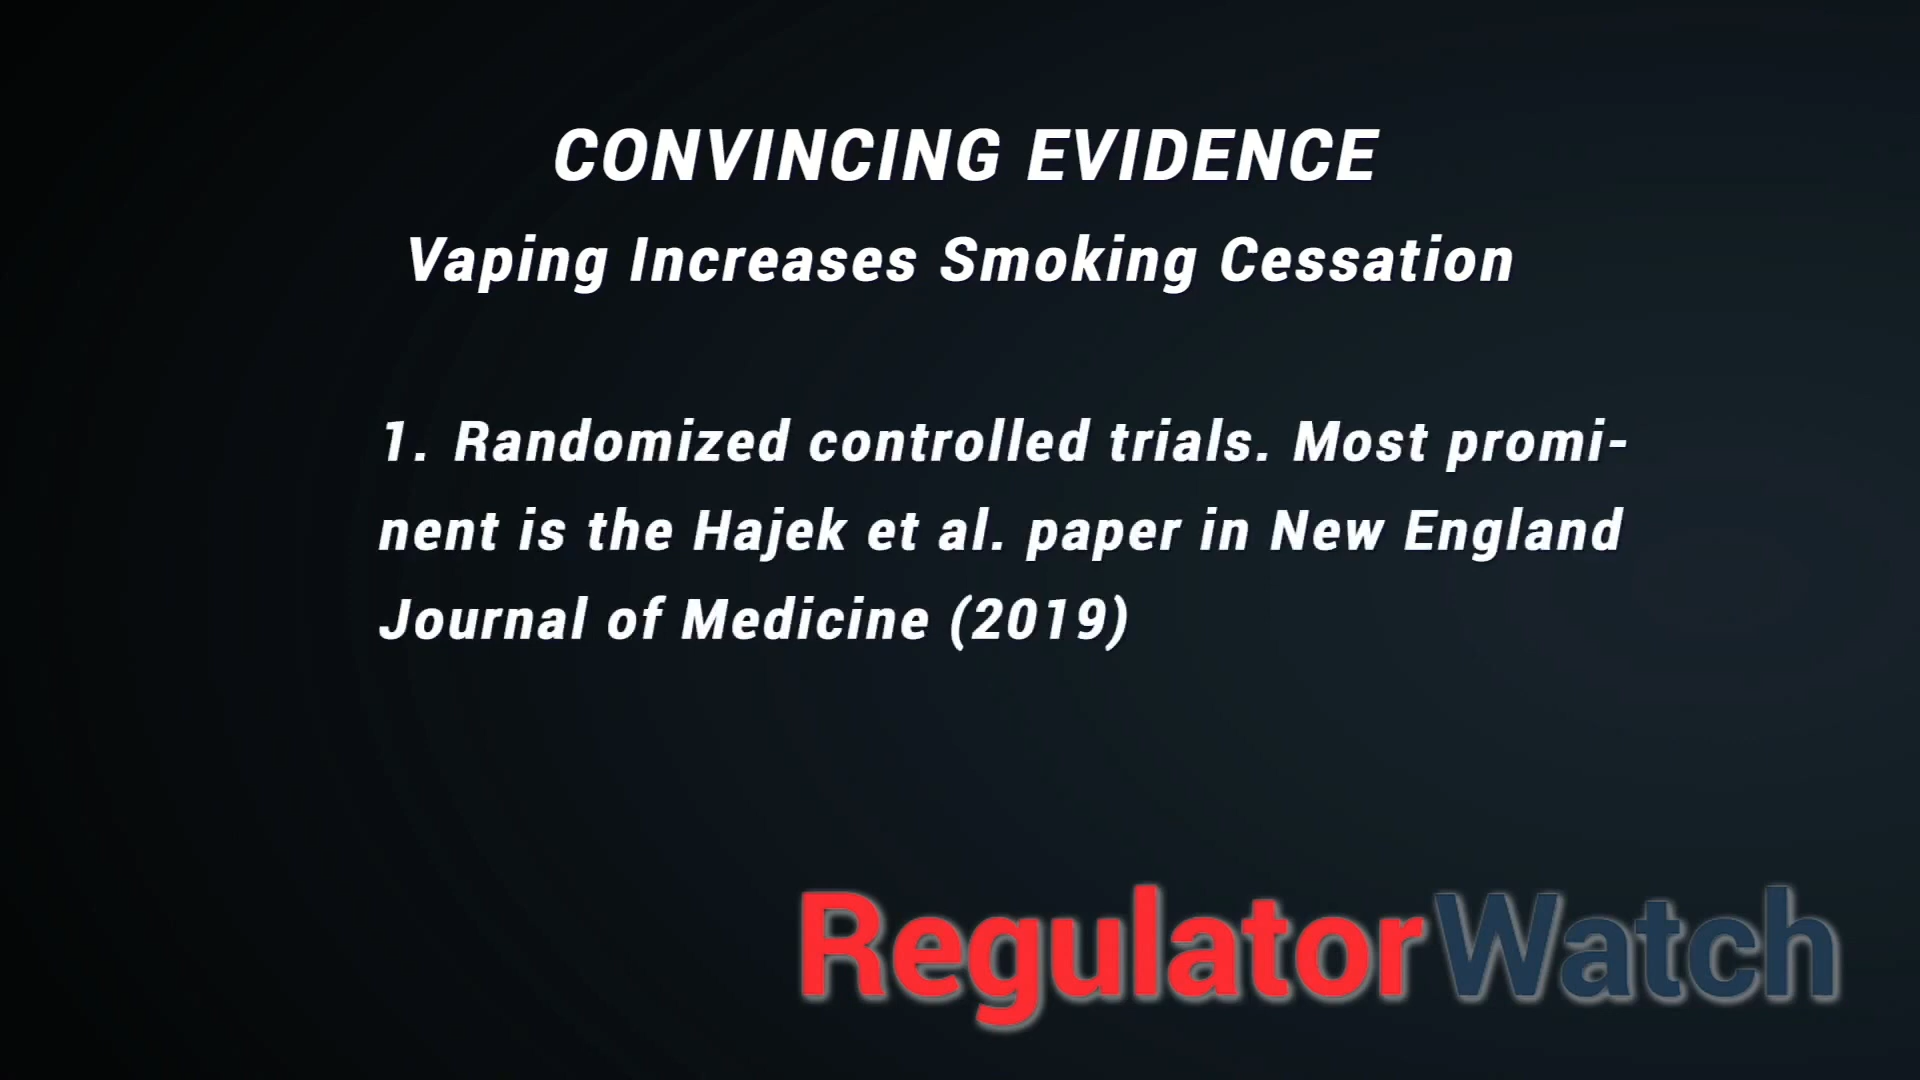 CONVINCING EVIDENCE
Vaping Increases Smoking Cessation
1. Randomized controlled trials. Most promi-
nent is the Hajek et al. paper in New England
Journal of Medicine (2019)
RegulatorWatch